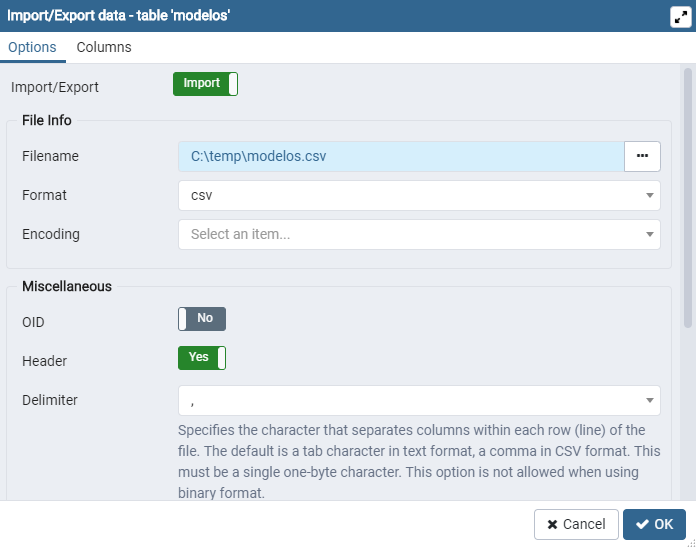 Import/Export data - table 'modelos'
Options Columns
Import/Export Import
File Info
Filename C:\temp\modelos.csv •••
Format csv
Encoding Select an item...
Miscellaneous
OID No
Header Yes
Delimiter ,
Specifies the character that separates columns within each row (line) of the
file. The default is a tab character in text format, a comma in CSV format. This
must be a single one-byte character. This option is not allowed when using
binary format.
Cancel OK